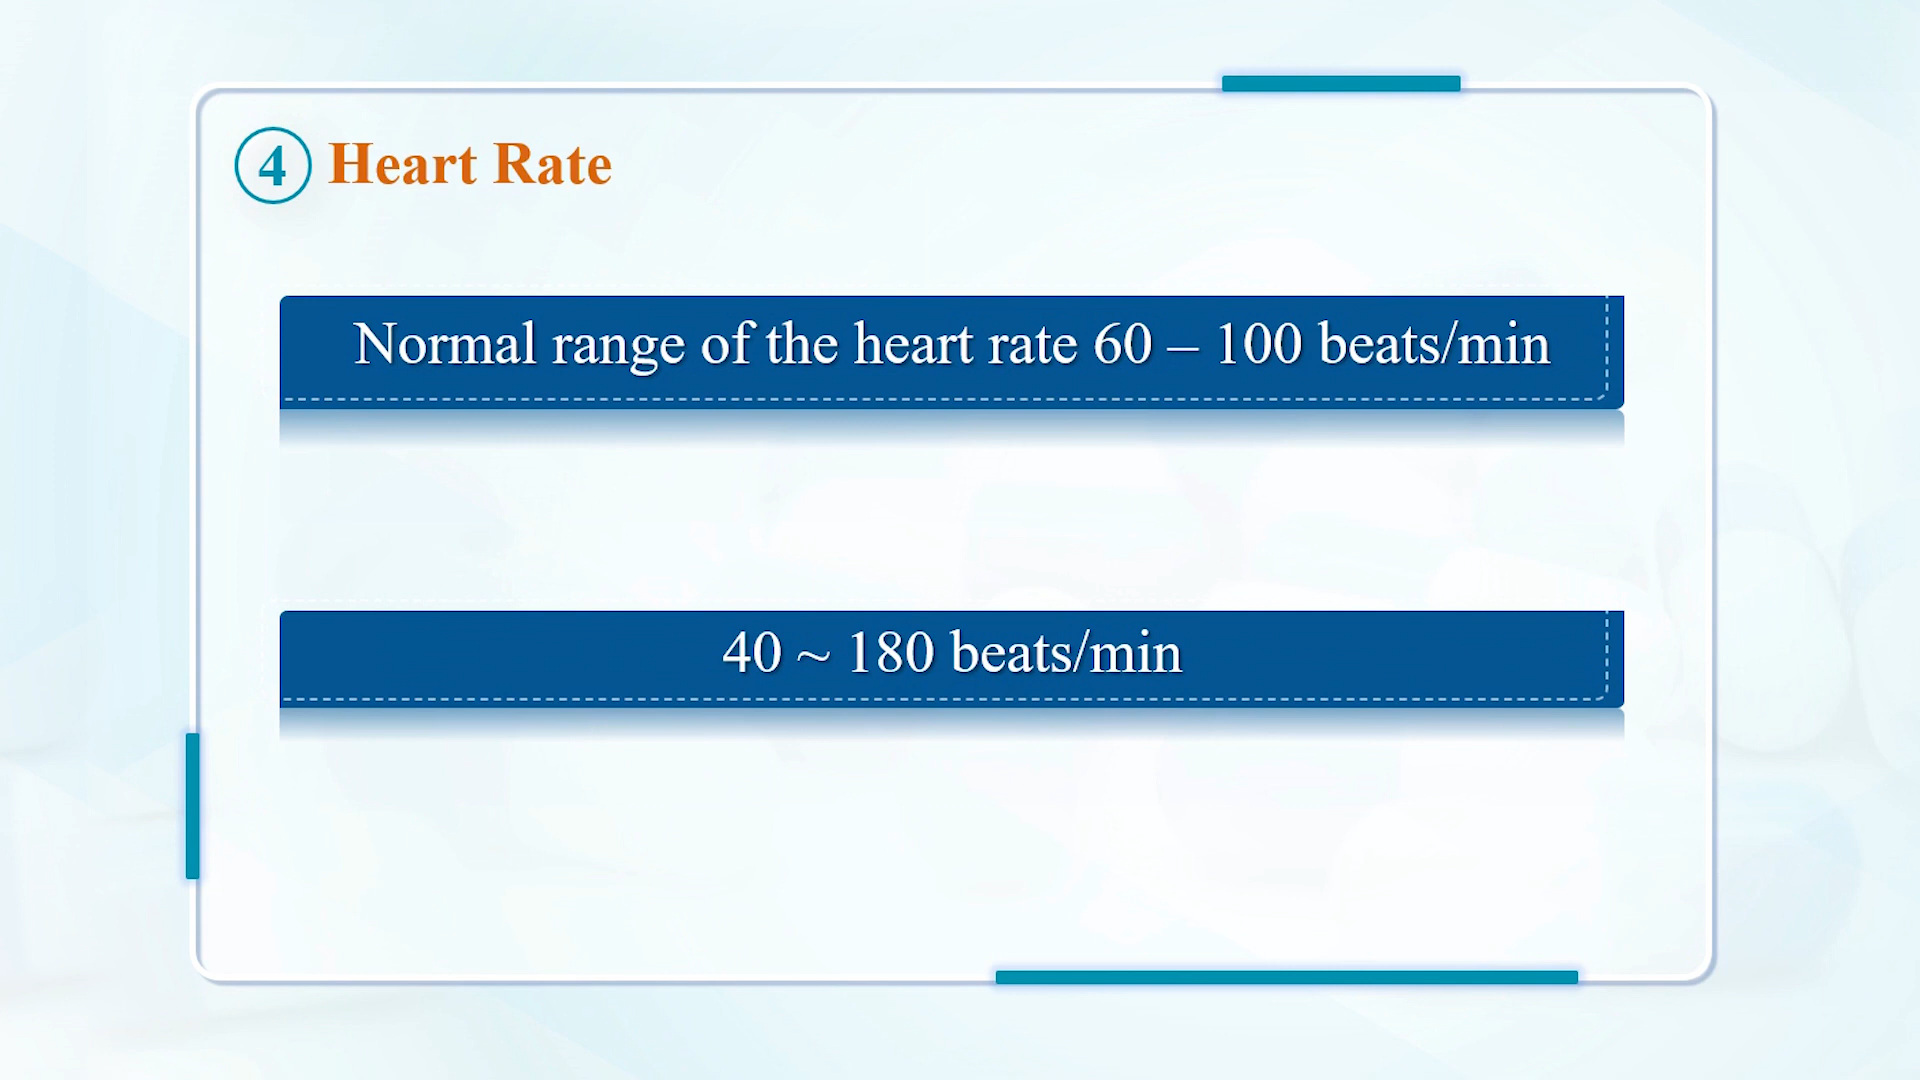 4 Heart Rate
Normal range of the heart rate 60 – 100 beats/min
40 ~ 180 beats/min